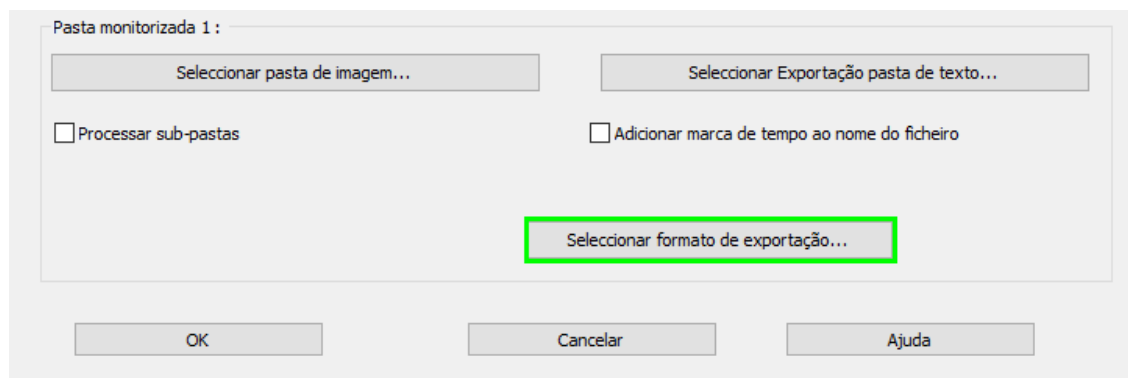 Pasta monitorizada 1 :
Seleccionar pasta de imagem...
Seleccionar Exportação pasta de texto...
Processar sub-pastas
Adicionar marca de tempo ao nome do ficheiro
Seleccionar formato de exportação...
OK
Cancelar
Ajuda